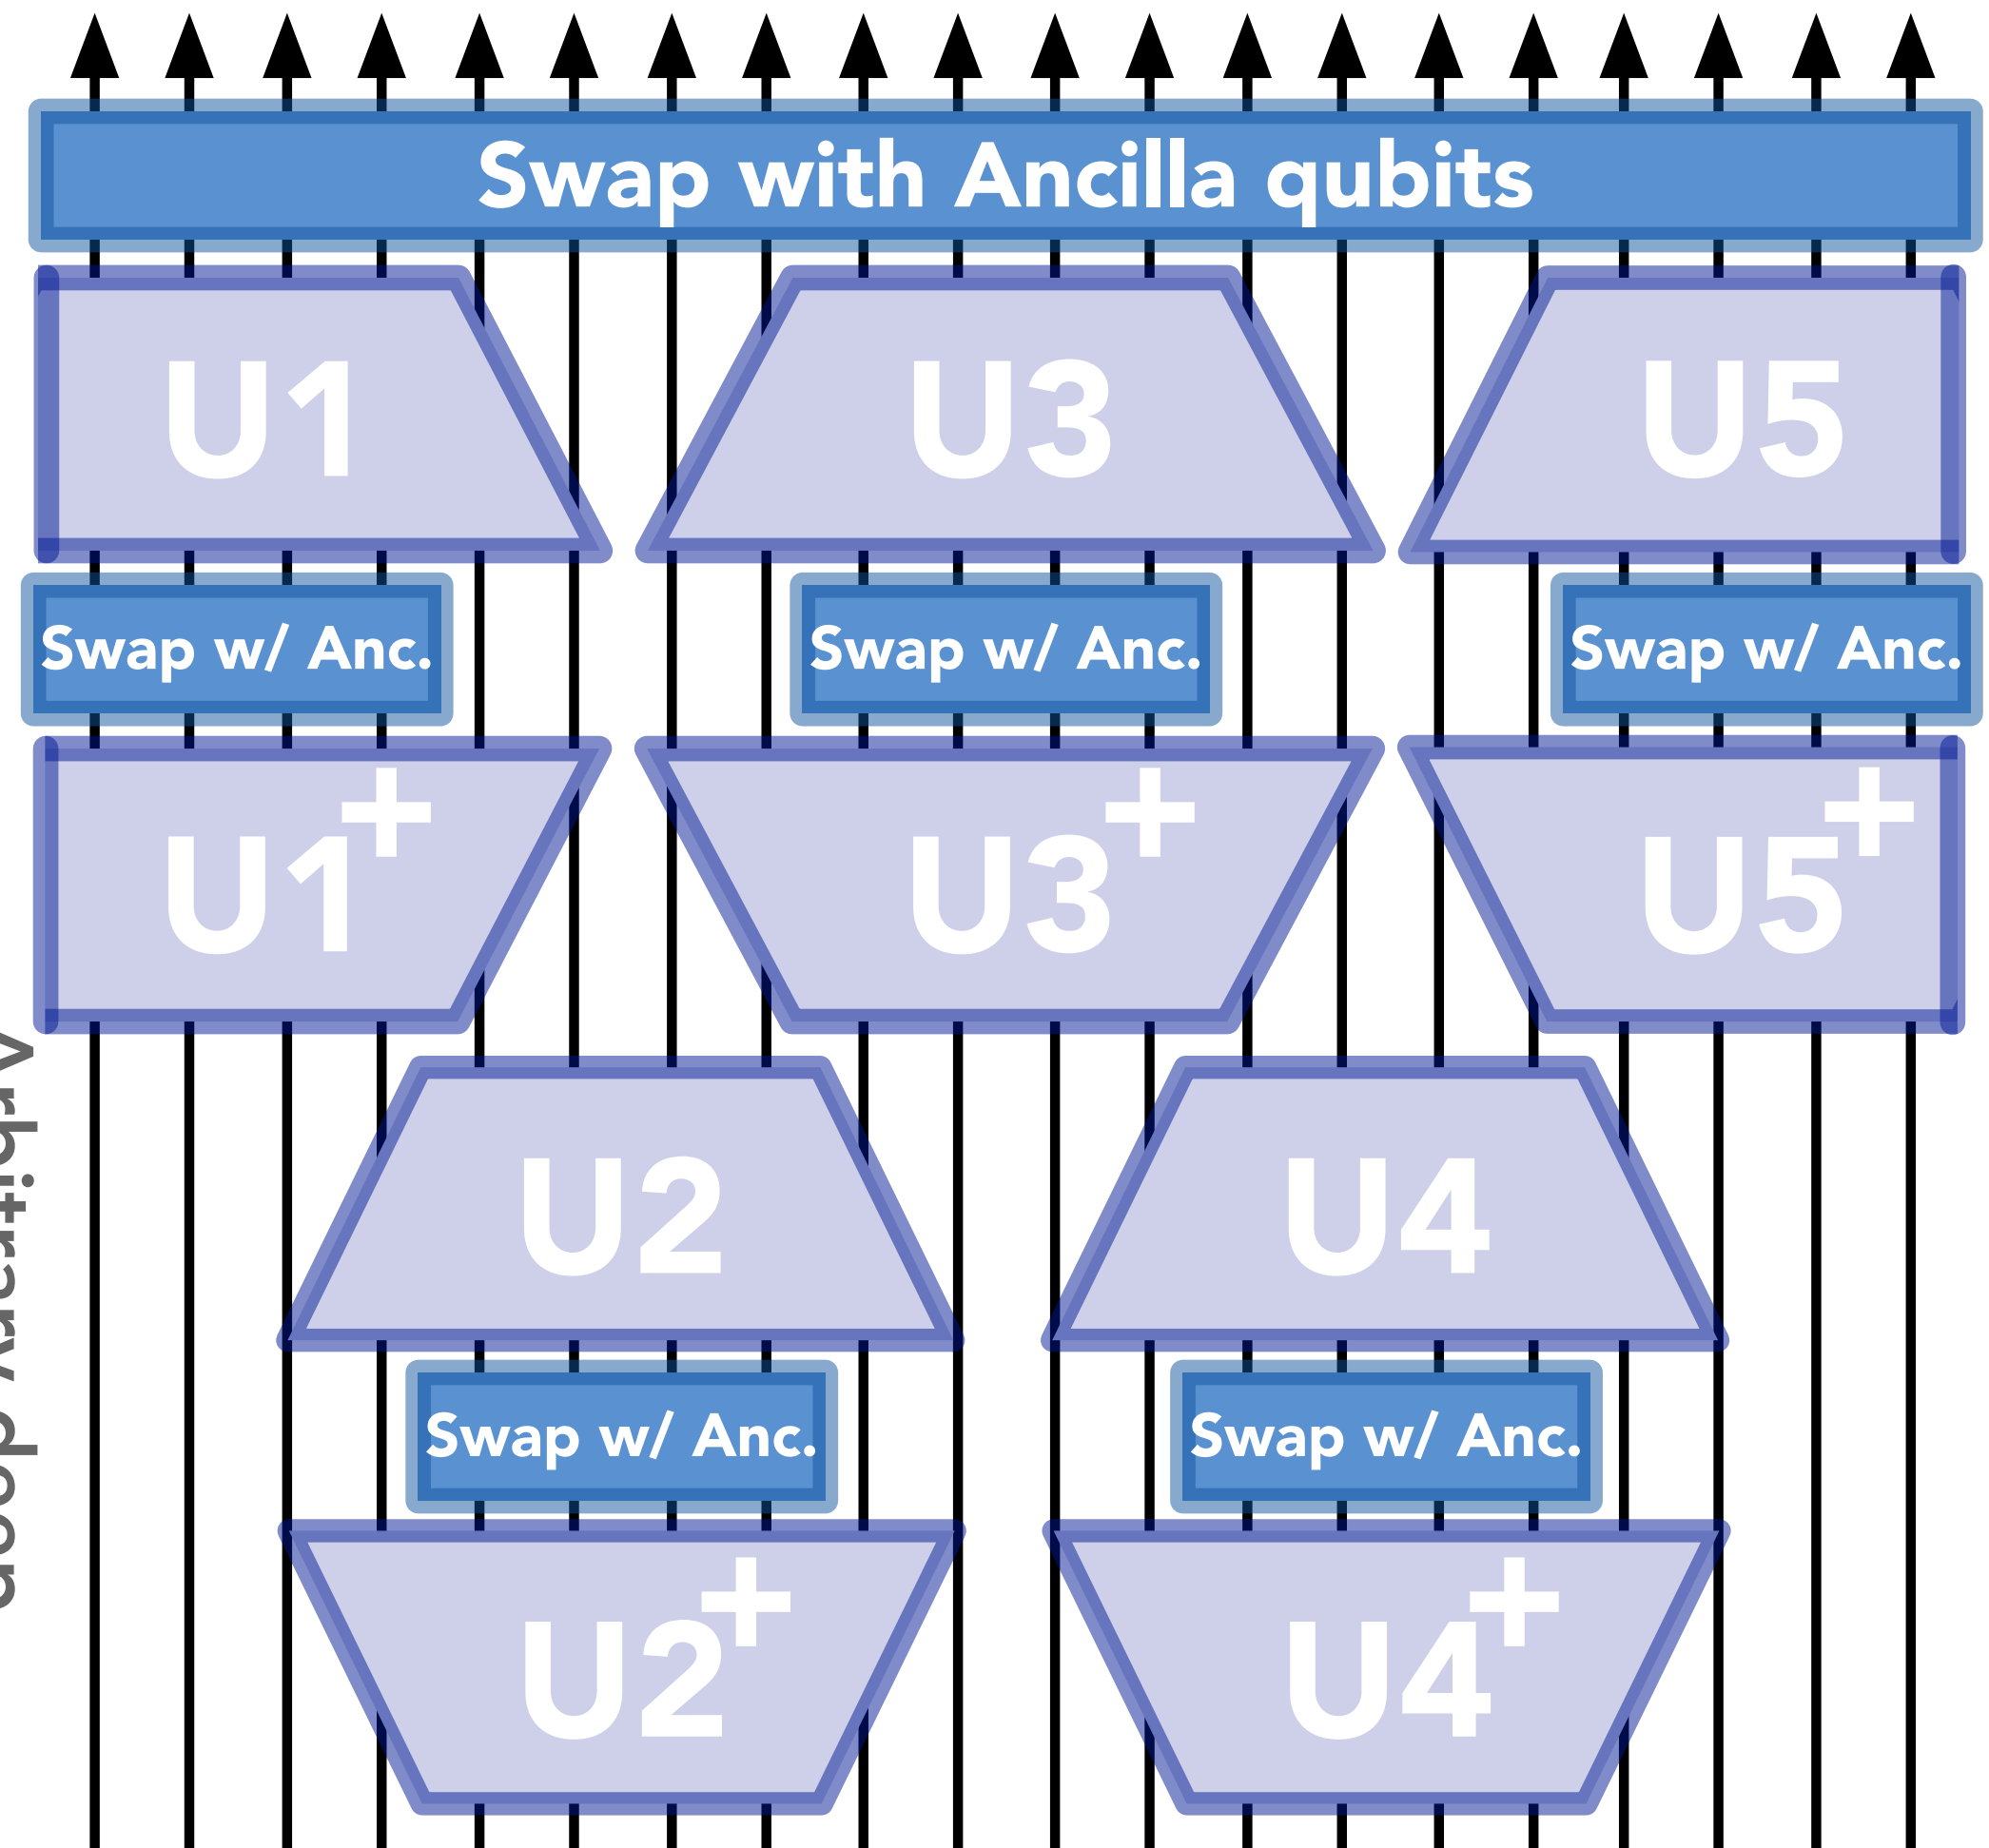 Swap with Ancilla qubits
U1 U3 U5
Swap w/ Anc. Swap w/ Anc. Swap w/ Anc.
U1+ U3+ U5+
U2 U4
Swap w/ Anc. Swap w/ Anc.
U2+ U4+